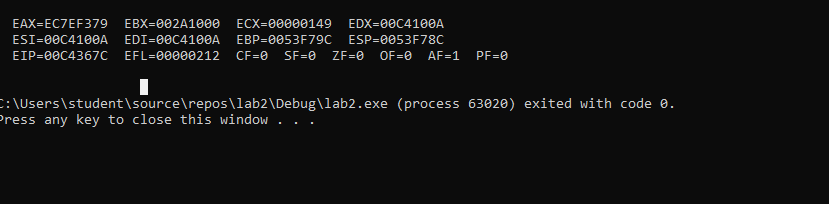 EAX=EC7EF379  EBX=002A1000  ECX=00000149  EDX=00C4100A
ESI=00C4100A  EDI=00C4100A  EBP=0053F79C  ESP=0053F78C
EIP=00C4367C  EFL=00000212  CF=0  SF=0  ZF=0  OF=0  AF=1  PF=0
C:\Users\student\source\repos\lab2\Debug\lab2.exe (process 63020) exited with code 0.
Press any key to close this window . . .